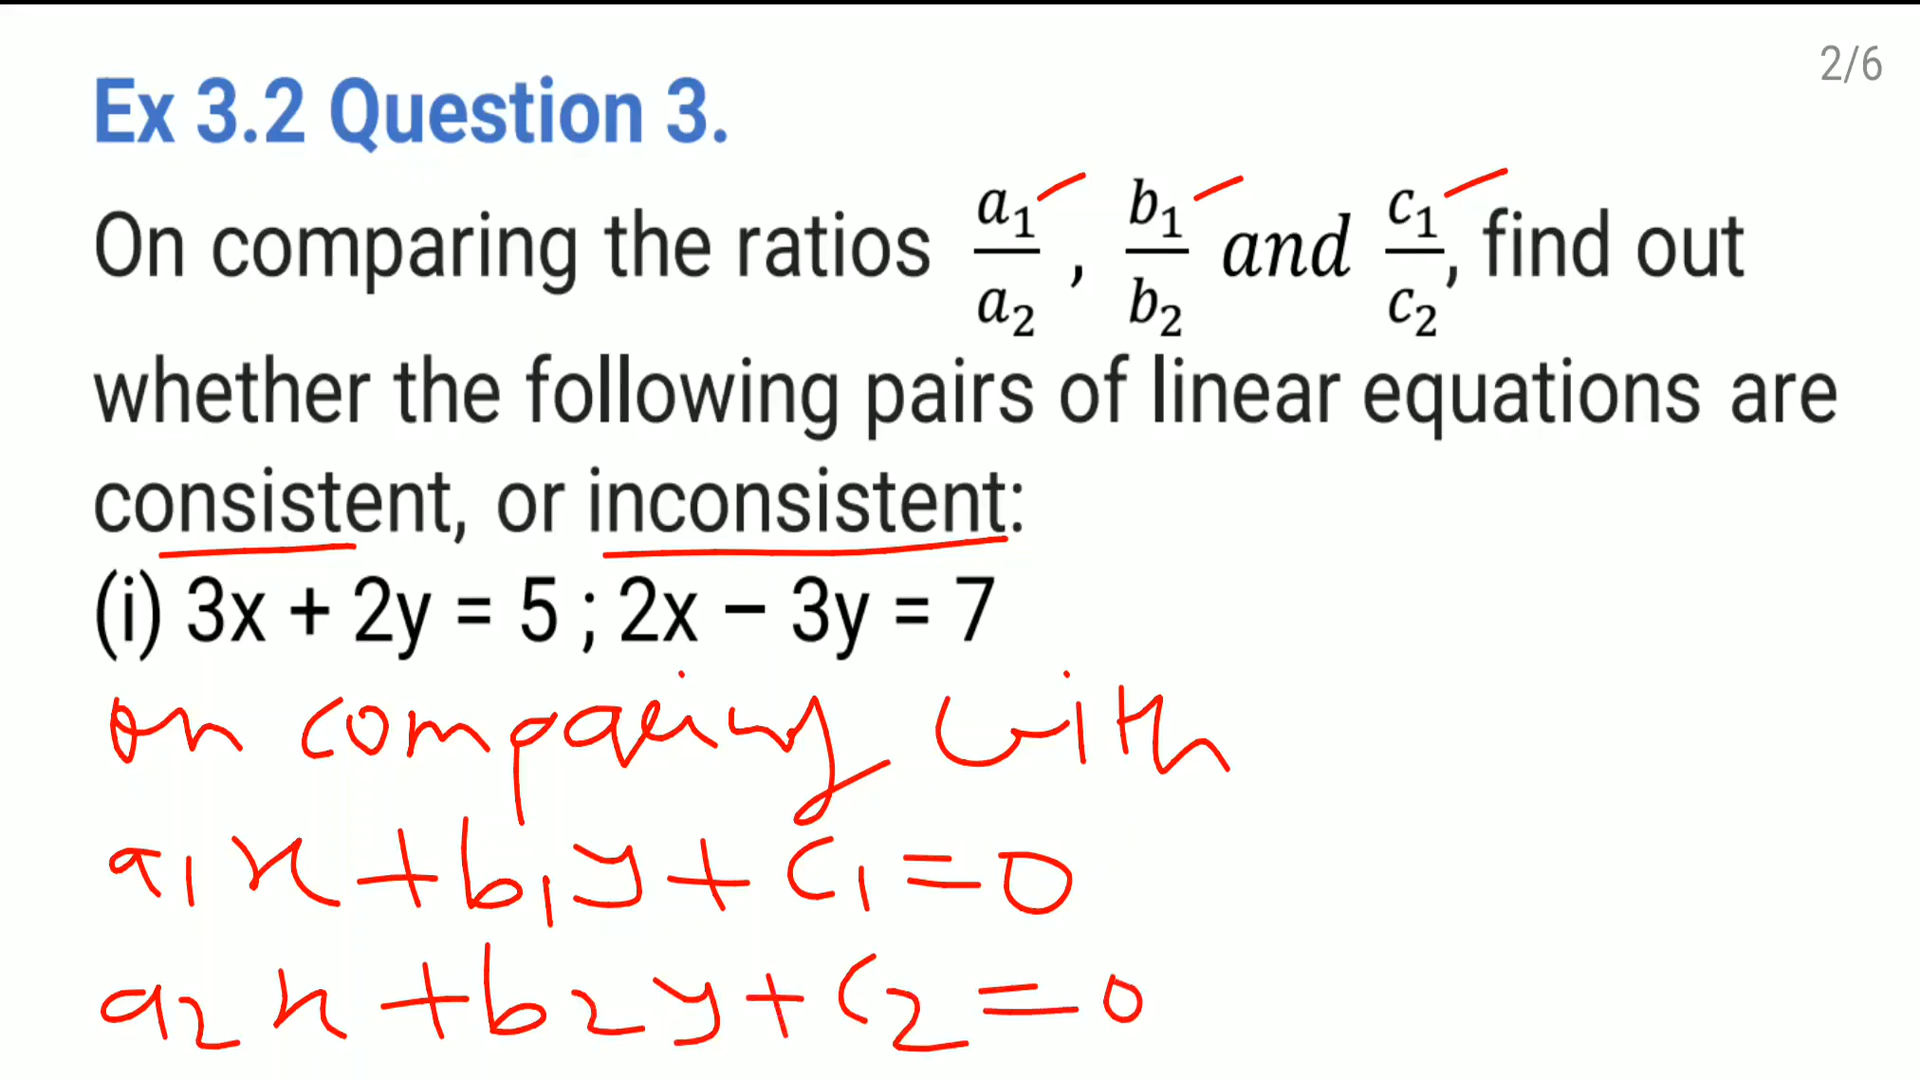 2/6
Ex 3.2 Question 3.
On comparing the ratios a₁/a₂ , b₁/b₂ and c₁/c₂, find out
whether the following pairs of linear equations are
consistent, or inconsistent:
(i) 3x + 2y = 5 ; 2x – 3y = 7
on comparing with
a₁x + b₁y + c₁ = 0
a₂x + b₂y + c₂ = 0